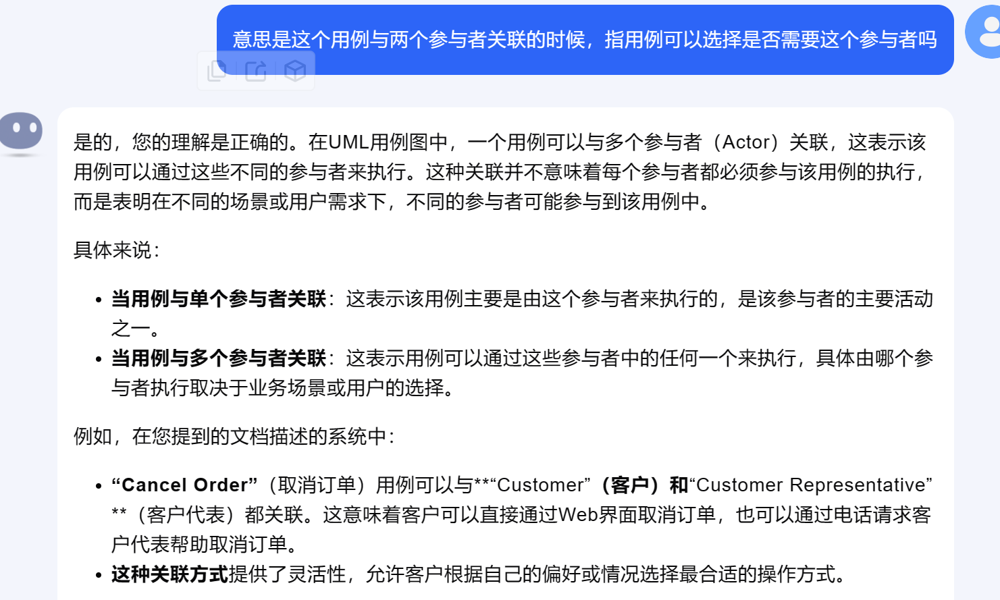 意思是这个用例与两个参与者关联的时候，指用例可以选择是否需要这个参与者吗
是的，您的理解是正确的。在UML用例图中，一个用例可以与多个参与者（Actor）关联，这表示该
用例可以通过这些不同的参与者来执行。这种关联并不意味着每个参与者都必须参与该用例的执行，
而是表明在不同的场景或用户需求下，不同的参与者可能参与到该用例中。
具体来说：
• 当用例与单个参与者关联：这表示该用例主要是由这个参与者来执行的，是该参与者的主要活动
之一。
• 当用例与多个参与者关联：这表示用例可以通过这些参与者中的任何一个来执行，具体由哪个参
与者执行取决于业务场景或用户的选择。
例如，在您提到的文档描述的系统中：
• “Cancel Order”（取消订单）用例可以与**“Customer”（客户）和“Customer Representative”
**（客户代表）都关联。这意味着客户可以直接通过Web界面取消订单，也可以通过电话请求客
户代表帮助取消订单。
• 这种关联方式提供了灵活性，允许客户根据自己的偏好或情况选择最合适的操作方式。